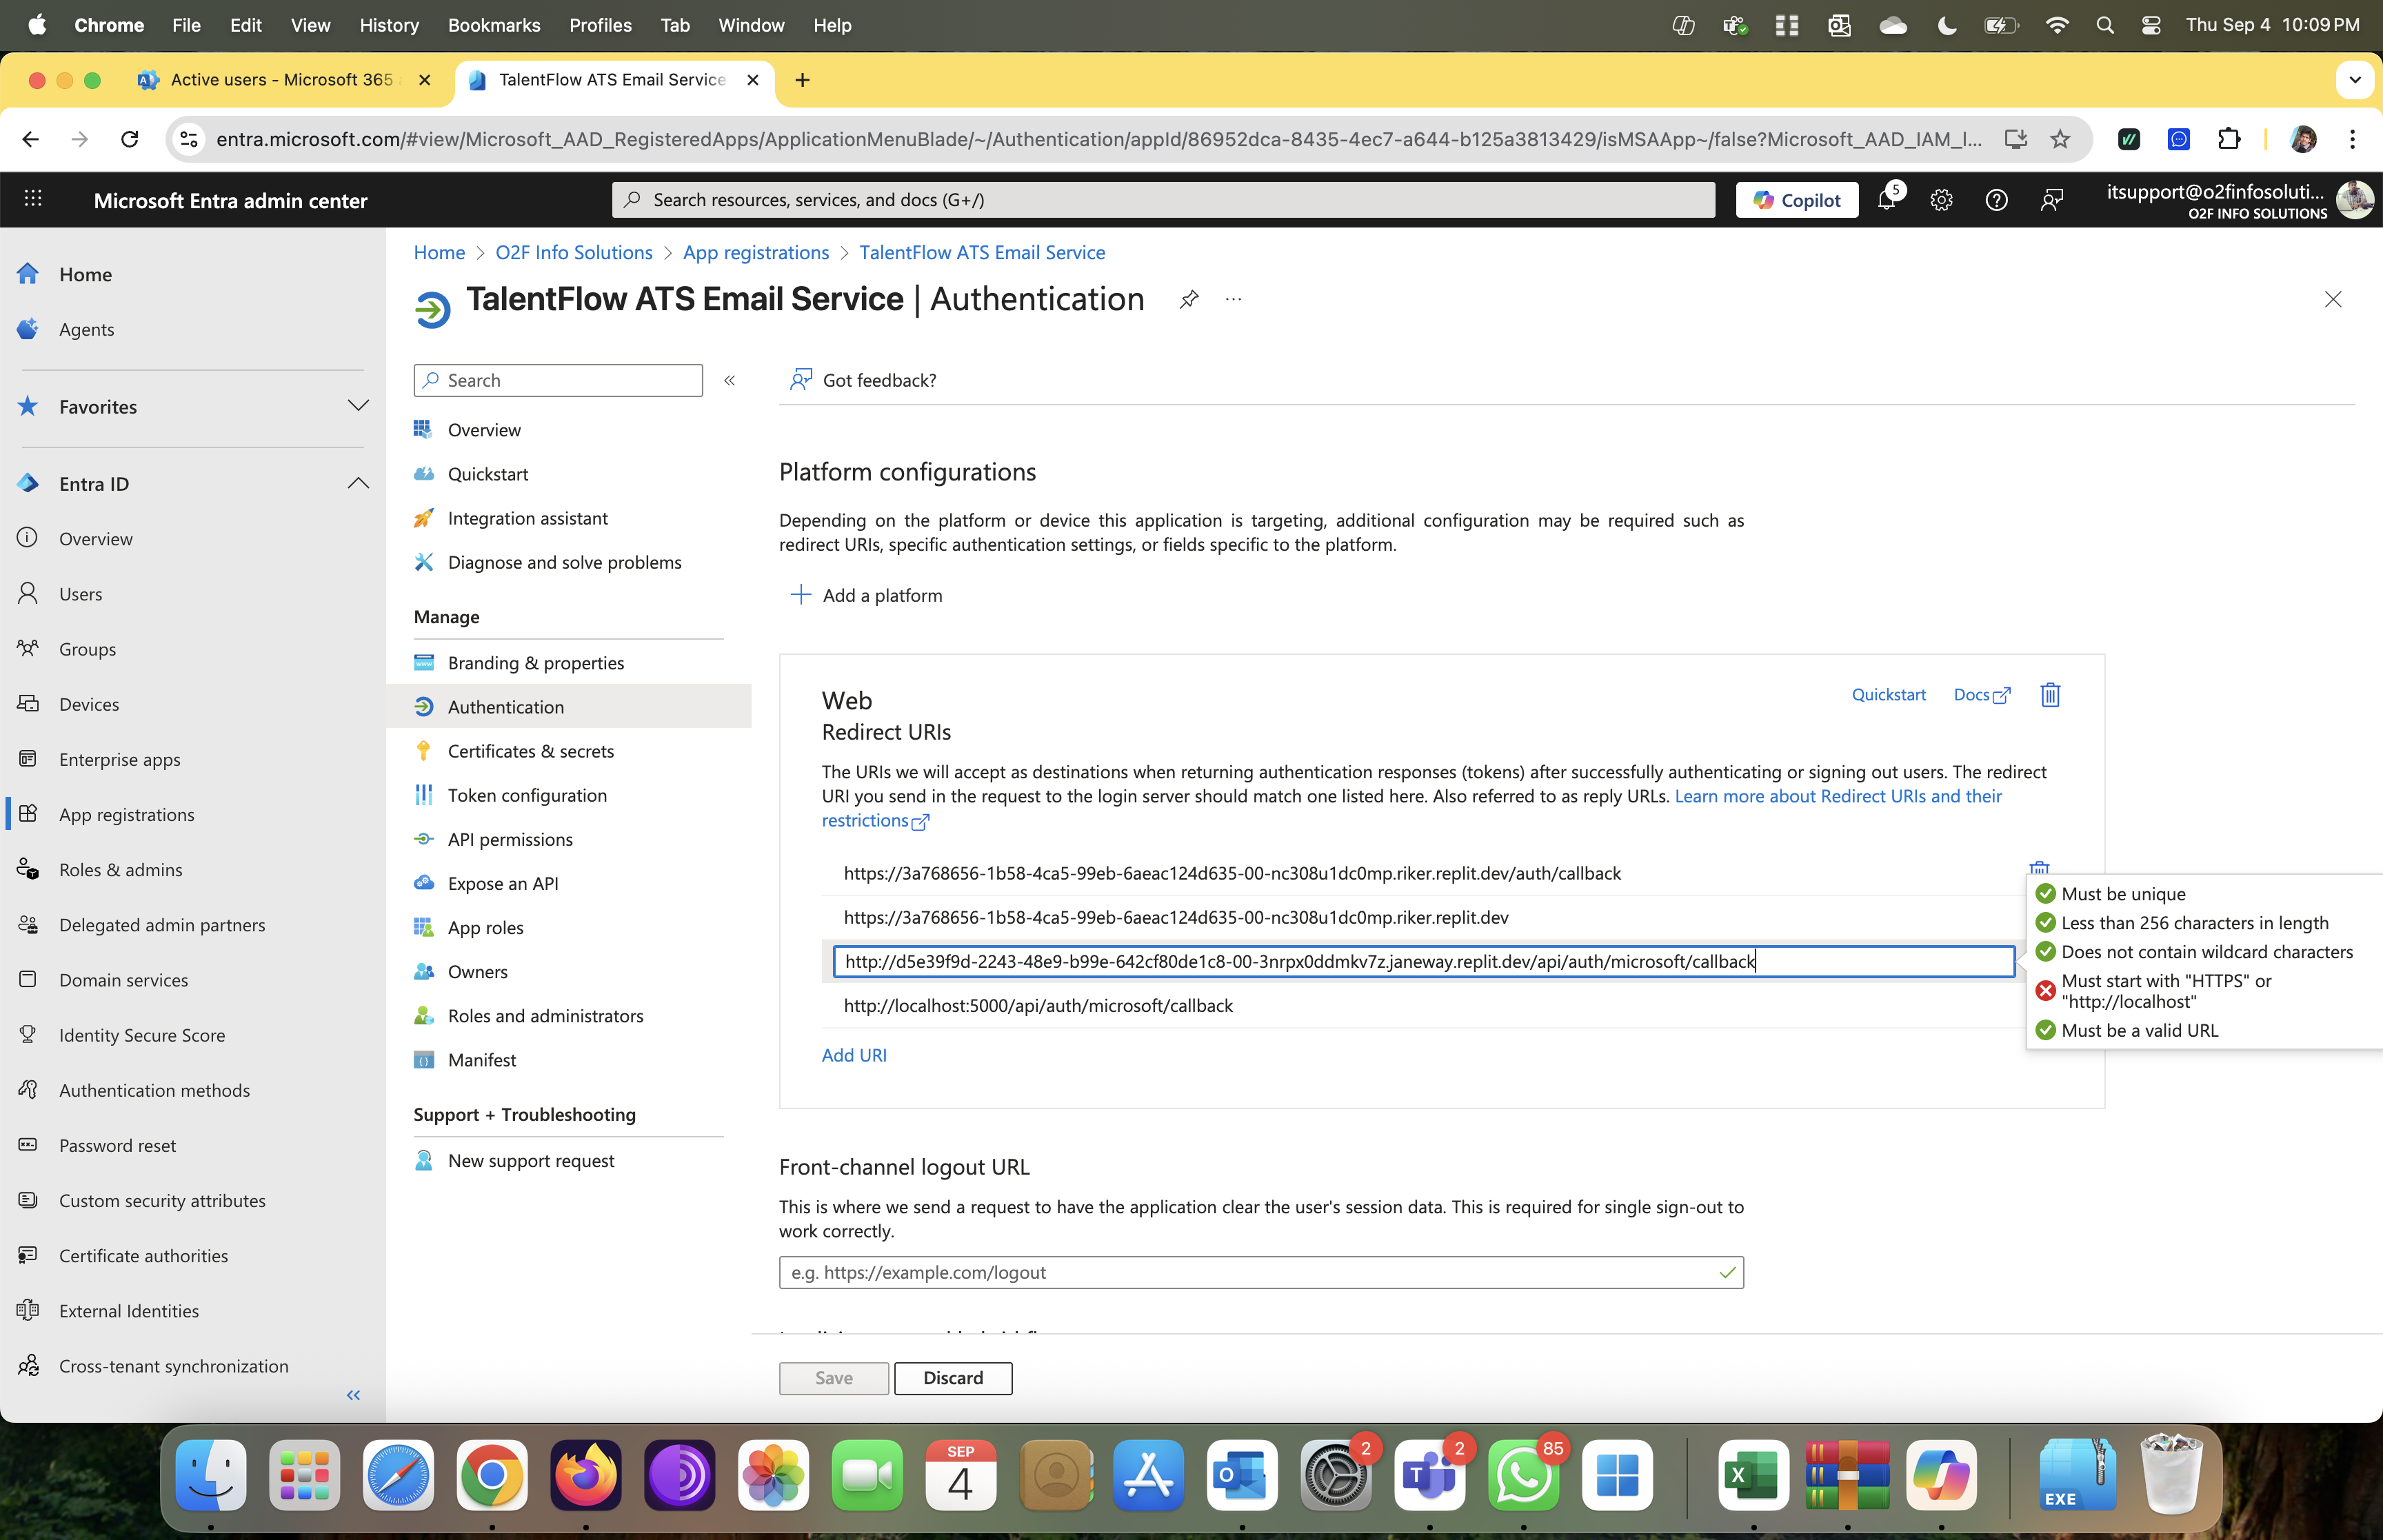 Chrome File Edit View History Bookmarks Profiles Tab Window Help
Thu Sep 4 10:09 PM
Active users - Microsoft 365
TalentFlow ATS Email Service
entra.microsoft.com/#view/Microsoft_AAD_RegisteredApps/ApplicationMenuBlade/~/Authentication/appId/86952dca-8435-4ec7-a644-b125a3813429/isMSAApp~/false?Microsoft_AAD_IAM_l...
Microsoft Entra admin center
Search resources, services, and docs (G+/)
Copilot
5
itsupport@o2finfosoluti...
O2F INFO SOLUTIONS
Home
Agents
Favorites
Entra ID
Overview
Users
Groups
Devices
Enterprise apps
App registrations
Roles & admins
Delegated admin partners
Domain services
Identity Secure Score
Authentication methods
Password reset
Custom security attributes
Certificate authorities
External Identities
Cross-tenant synchronization
Home > O2F Info Solutions > App registrations > TalentFlow ATS Email Service
TalentFlow ATS Email Service | Authentication
Search
Overview
Quickstart
Integration assistant
Diagnose and solve problems
Manage
Branding & properties
Authentication
Certificates & secrets
Token configuration
API permissions
Expose an API
App roles
Owners
Roles and administrators
Manifest
Support + Troubleshooting
New support request
Got feedback?
Platform configurations
Depending on the platform or device this application is targeting, additional configuration may be required such as
redirect URIs, specific authentication settings, or fields specific to the platform.
Add a platform
Web
Quickstart
Docs
Redirect URIs
The URIs we will accept as destinations when returning authentication responses (tokens) after successfully authenticating or signing out users. The redirect
URI you send in the request to the login server should match one listed here. Also referred to as reply URLs. Learn more about Redirect URIs and their
restrictions
https://3a768656-1b58-4ca5-99eb-6aeac124d635-00-nc308u1dc0mp.riker.replit.dev/auth/callback
https://3a768656-1b58-4ca5-99eb-6aeac124d635-00-nc308u1dc0mp.riker.replit.dev
http://d5e39f9d-2243-48e9-b99e-642cf80de1c8-00-3nrpx0ddmkv7z.janeway.replit.dev/api/auth/microsoft/callback
http://localhost:5000/api/auth/microsoft/callback
Add URI
Must be unique
Less than 256 characters in length
Does not contain wildcard characters
Must start with "HTTPS" or
"http://localhost"
Must be a valid URL
Front-channel logout URL
This is where we send a request to have the application clear the user's session data. This is required for single sign-out to
work correctly.
e.g. https://example.com/logout
Save
Discard
SEP
4
2
2
85
EXE